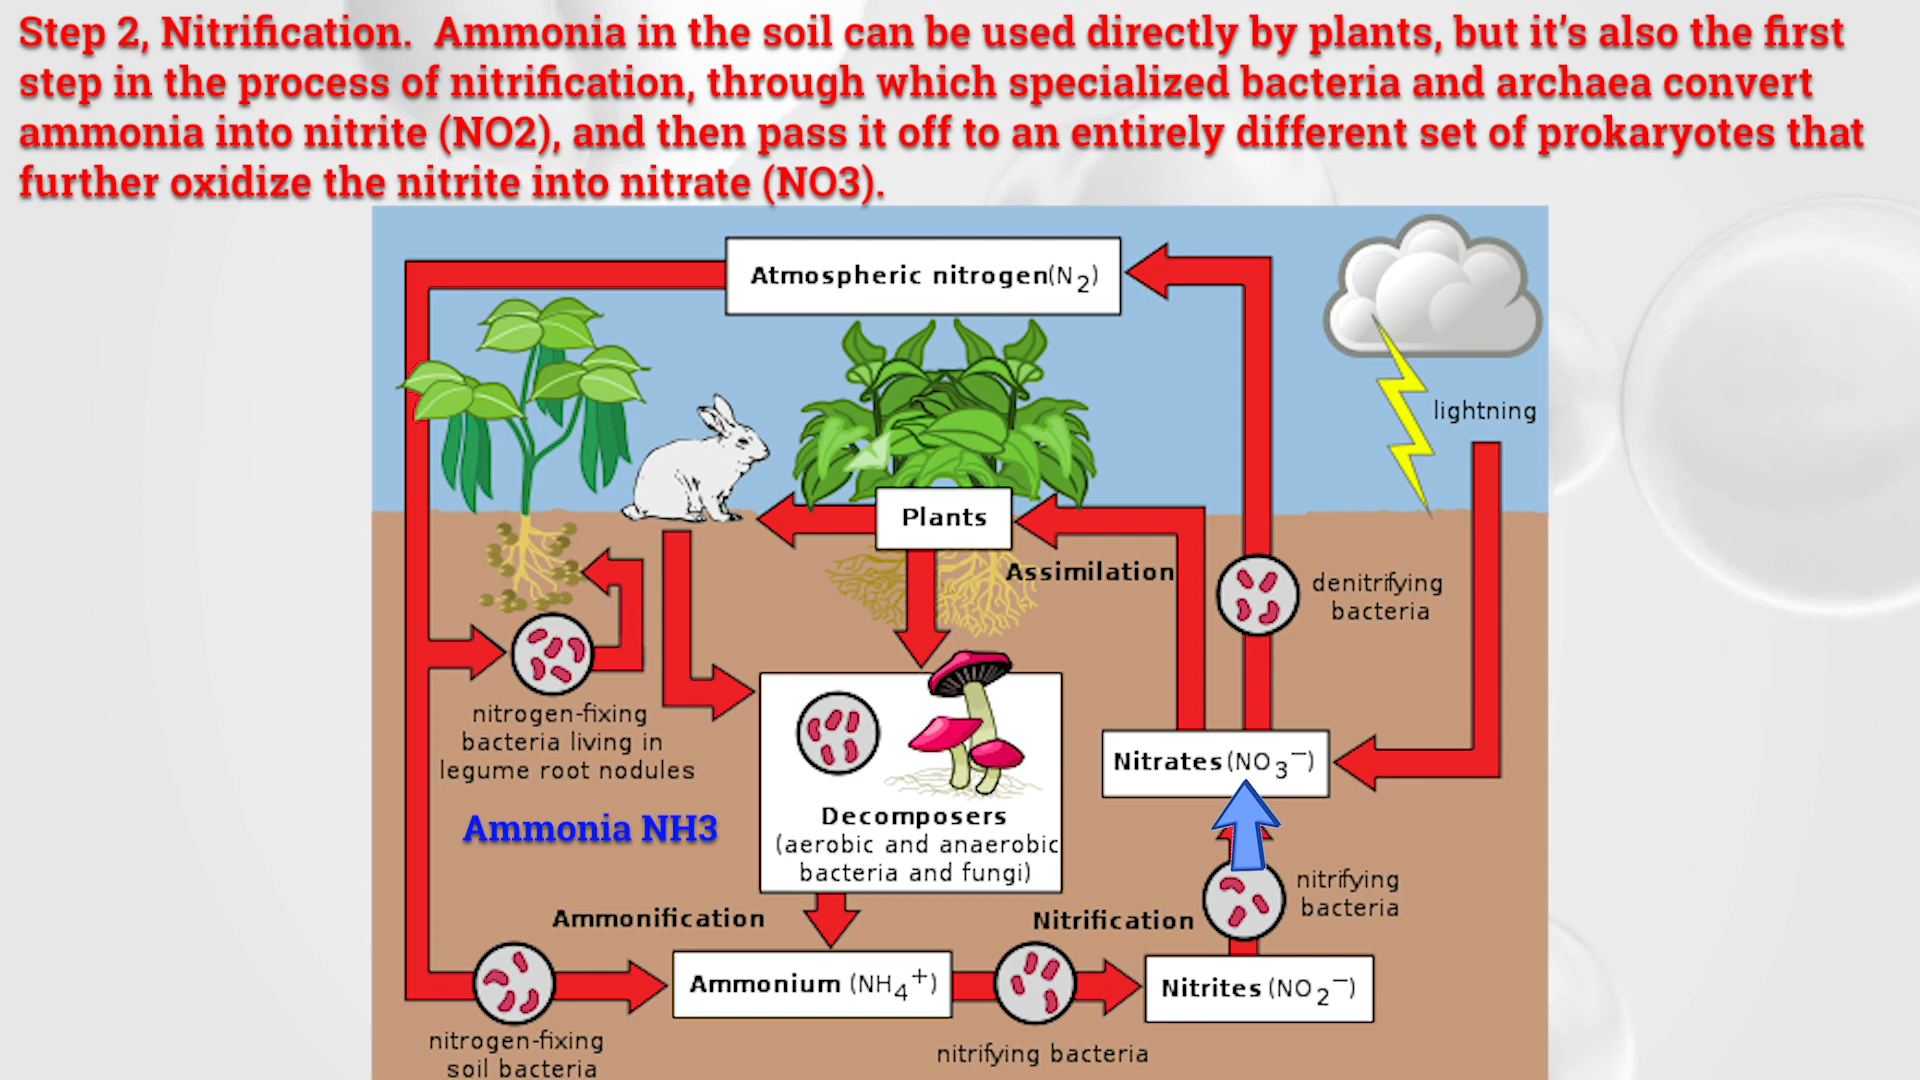 Step 2, Nitrification.  Ammonia in the soil can be used directly by plants, but it’s also the first
step in the process of nitrification, through which specialized bacteria and archaea convert
ammonia into nitrite (NO2), and then pass it off to an entirely different set of prokaryotes that
further oxidize the nitrite into nitrate (NO3).
Atmospheric nitrogen(N2)
lightning
Plants
Assimilation
denitrifying
bacteria
nitrogen-fixing
bacteria living in
legume root nodules
Nitrates (NO3−)
Ammonia NH3
Decomposers
(aerobic and anaerobic
bacteria and fungi)
nitrifying
bacteria
Ammonification
Nitrification
Ammonium (NH4+)
Nitrites (NO2−)
nitrogen-fixing
soil bacteria
nitrifying bacteria